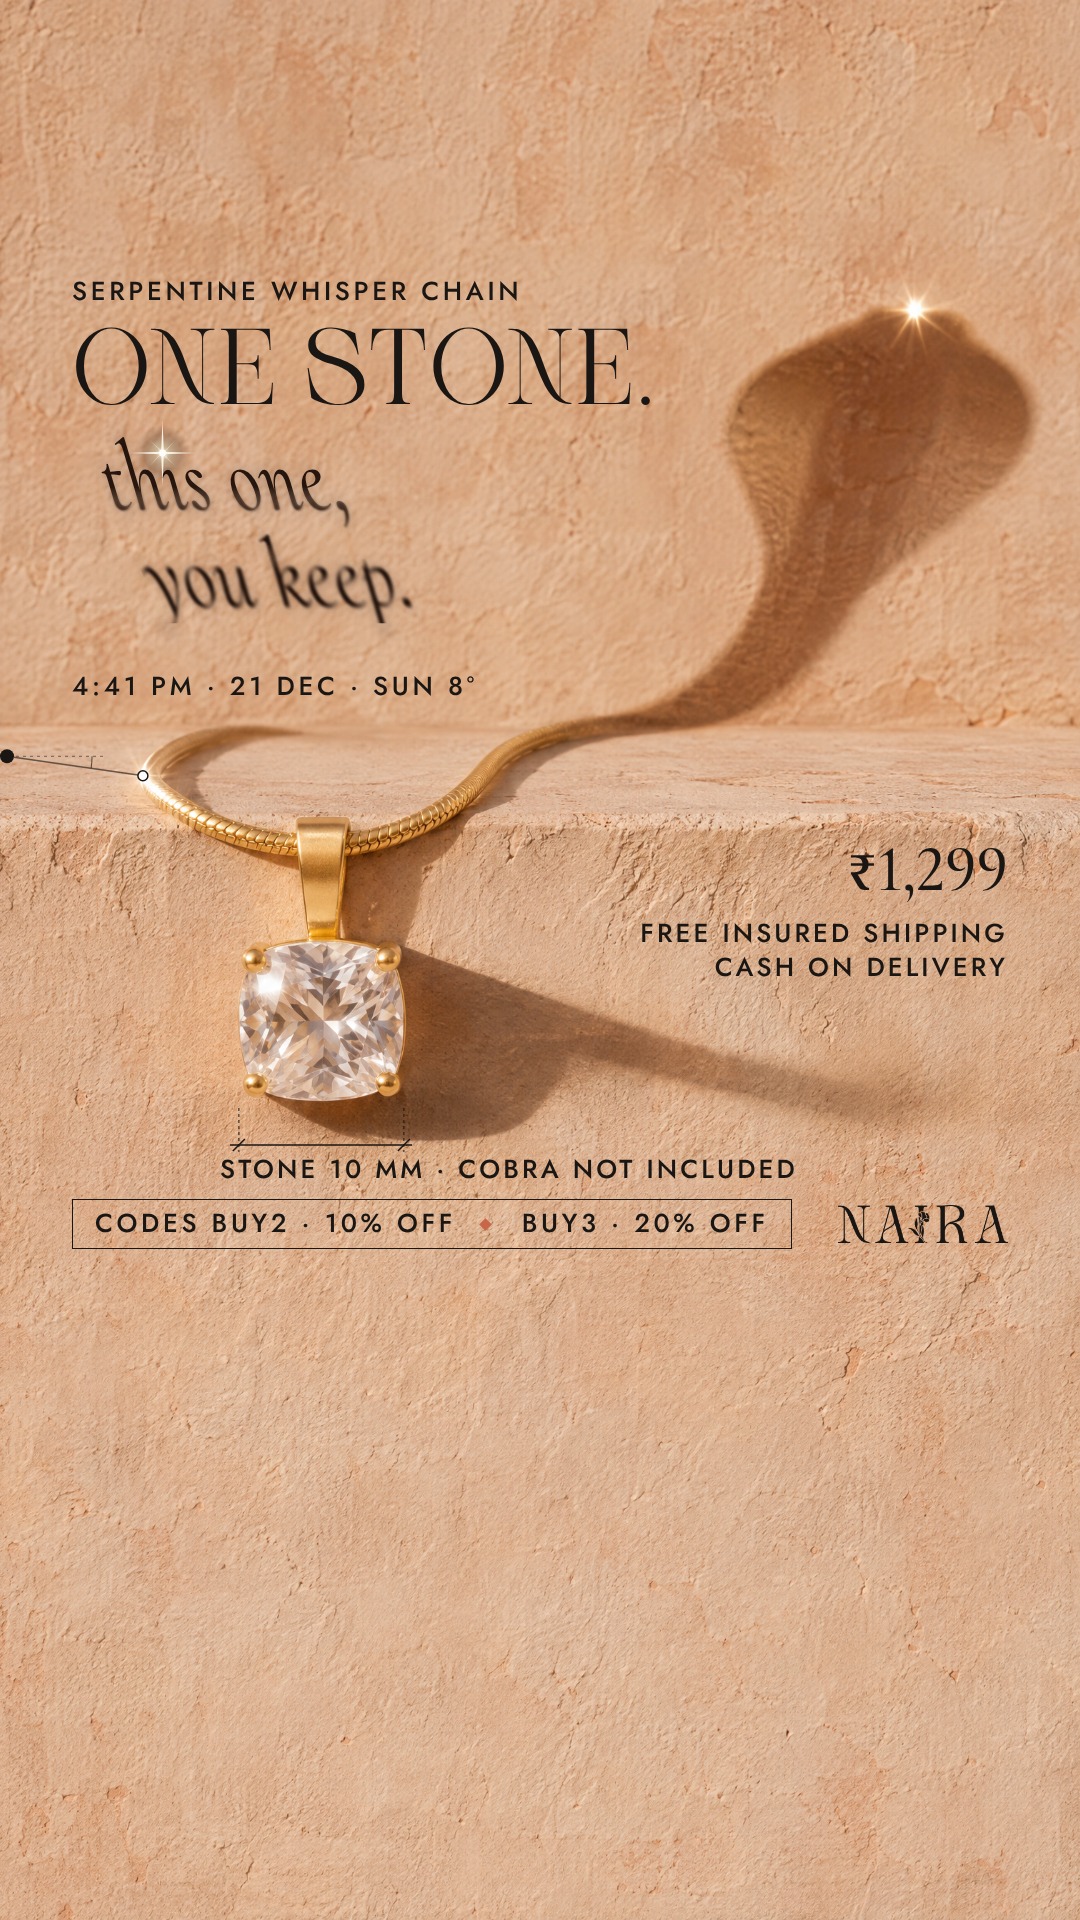 SERPENTINE WHISPER CHAIN
ONE STONE.
this one,
you keep.
4:41 PM · 21 DEC · SUN 8°
₹1,299
FREE INSURED SHIPPING
CASH ON DELIVERY
STONE 10 MM · COBRA NOT INCLUDED
CODES BUY2 · 10% OFF ◆ BUY3 · 20% OFF
NAIRA